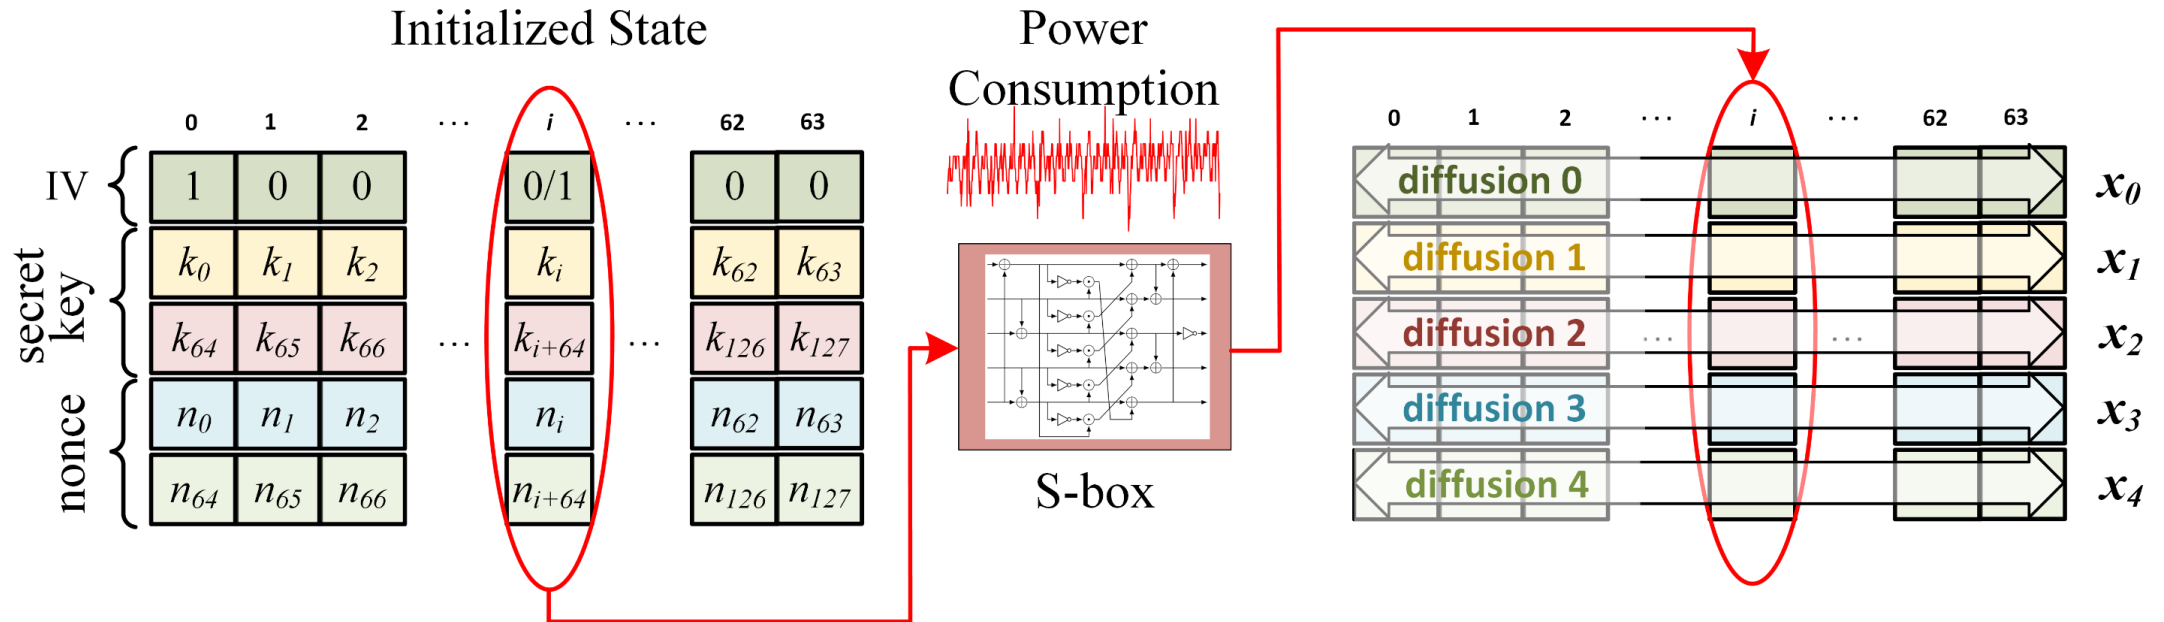 Initialized State
Power
Consumption
0 1 2 ... i ... 62 63
IV 1 0 0 0/1 0 0
secret key
k0 k1 k2 ki k62 k63
k64 k65 k66 ... ki+64 ... k126 k127
nonce
n0 n1 n2 ni n62 n63
n64 n65 n66 ni+64 n126 n127
S-box
0 1 2 ... i ... 62 63
diffusion 0 x0
diffusion 1 x1
diffusion 2 ... ... x2
diffusion 3 x3
diffusion 4 x4